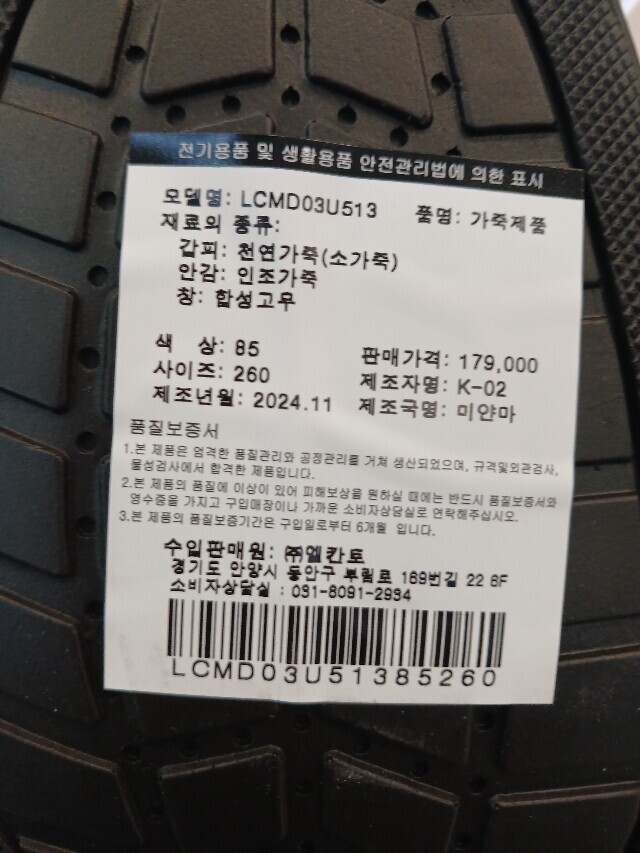 전기용품 및 생활용품 안전관리법에 의한 표시
모델명: LCMD03U513 품명: 가죽제품
재료의 종류:
갑피: 천연가죽(소가죽)
안감: 인조가죽
창: 합성고무
색 상: 85 판매가격: 179,000
사이즈: 260 제조자명: K-02
제조년월: 2024.11 제조국명: 미얀마
품질보증서
1.본 제품은 엄격한 품질관리와 공정관리를 거쳐 생산되었으며, 규격및외관검사,
물성검사에서 합격한 제품입니다.
2.본 제품의 품질에 이상이 있어 피해보상을 원하실 때에는 반드시 품질보증서와
영수증을 가지고 구입매장이나 가까운 소비자상담실로 연락해주십시오.
3.본 제품의 품질보증기간은 구입일로부터 6개월 입니다.
수입판매원: ㈜엘칸토
경기도 안양시 동안구 부림로 169번길 22 6F
소비자상담실 : 031-8091-2934
LCMD03U51385260